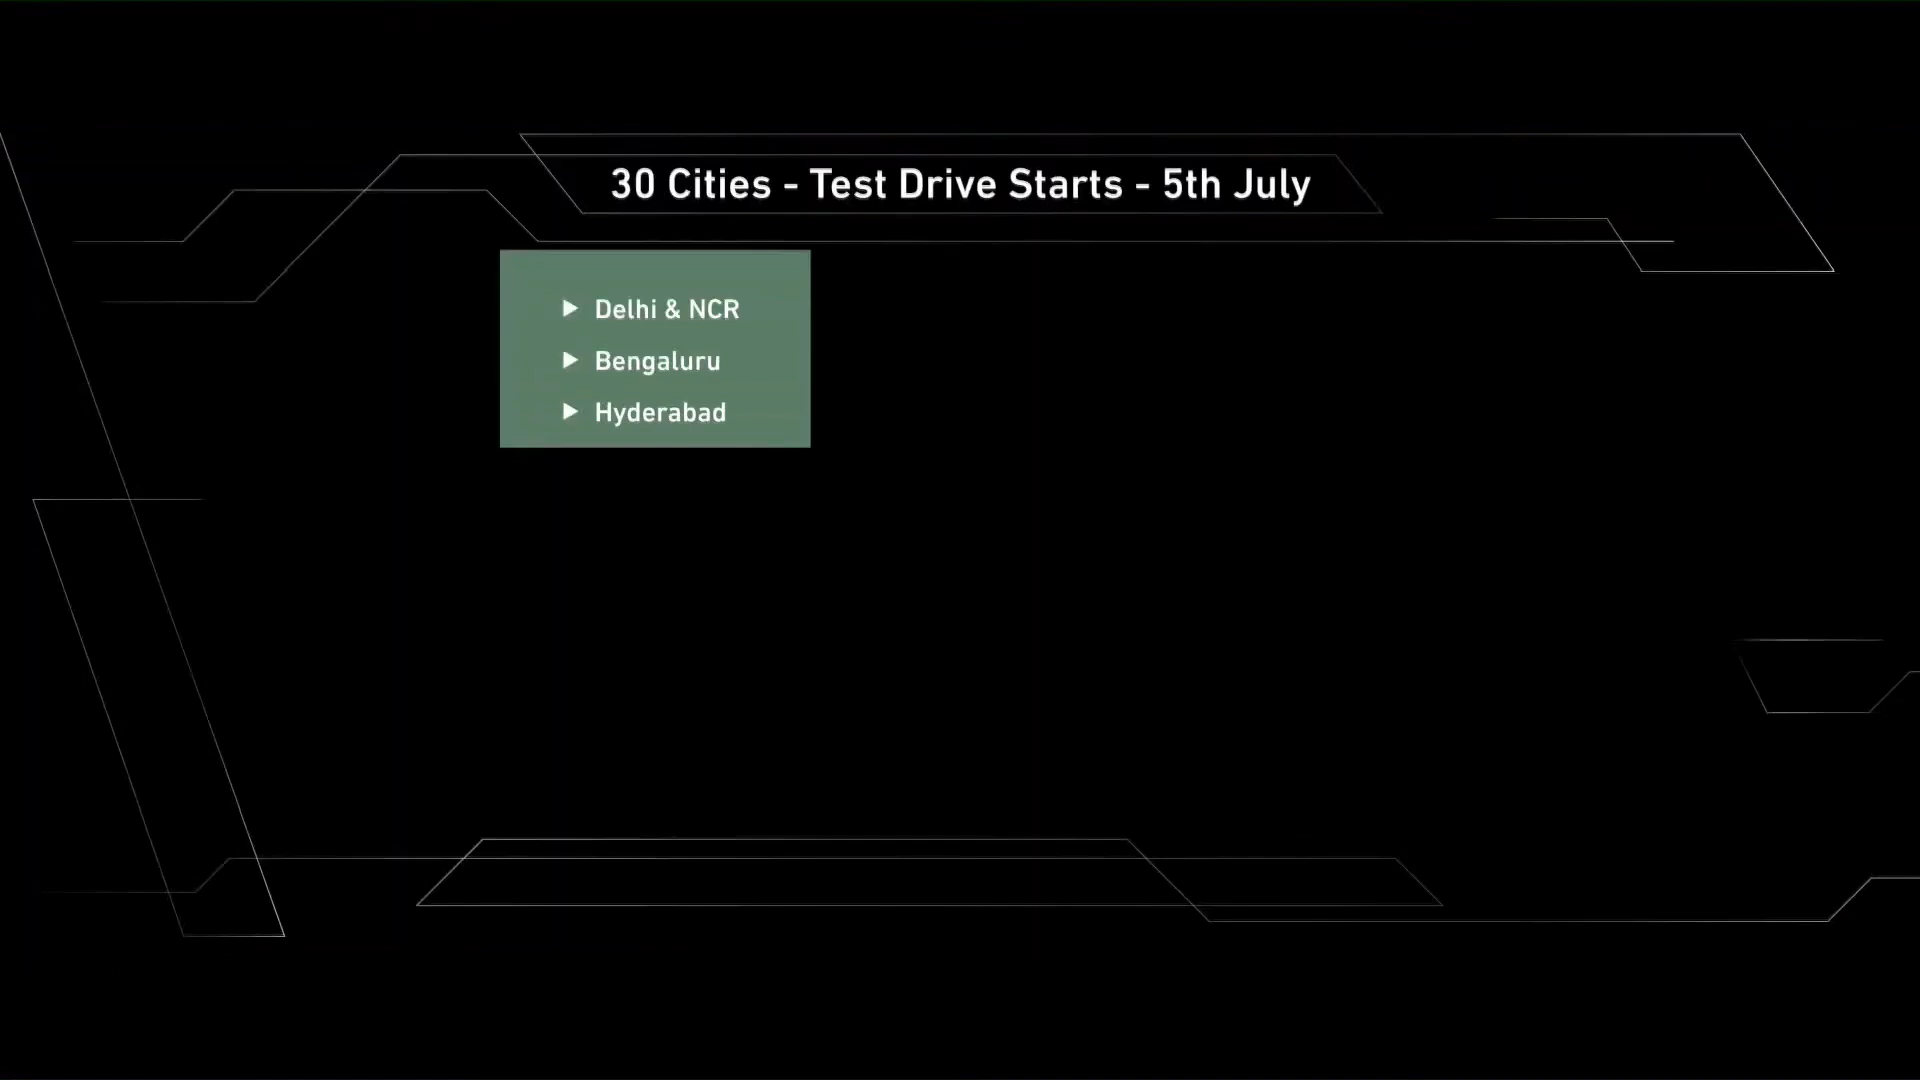 30 Cities - Test Drive Starts - 5th July
▶ Delhi & NCR
▶ Bengaluru
▶ Hyderabad